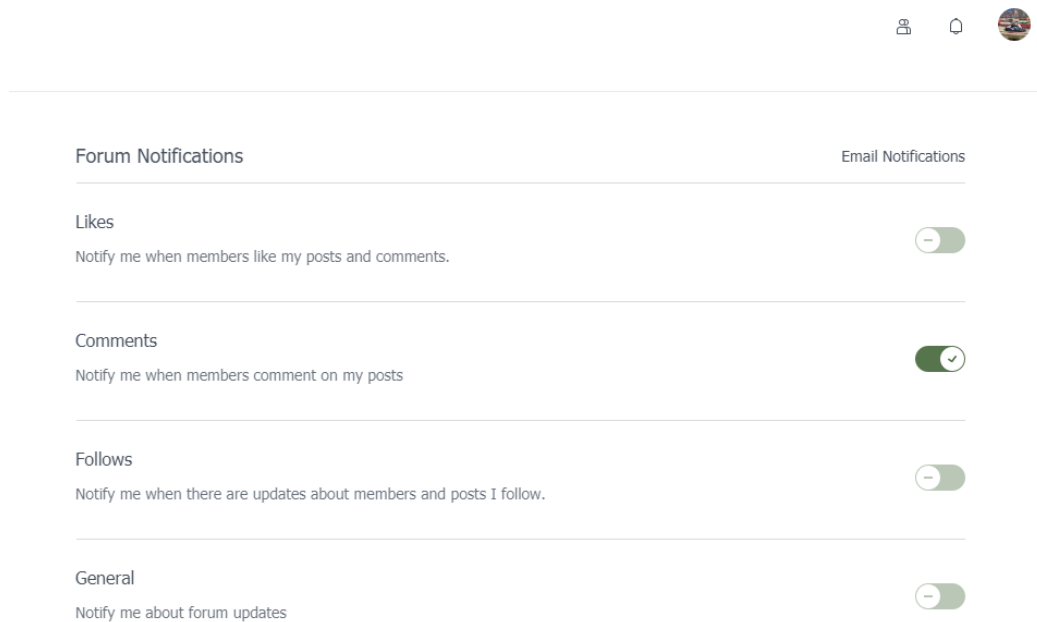 Forum Notifications
Email Notifications
Likes
Notify me when members like my posts and comments.
Comments
Notify me when members comment on my posts
Follows
Notify me when there are updates about members and posts I follow.
General
Notify me about forum updates